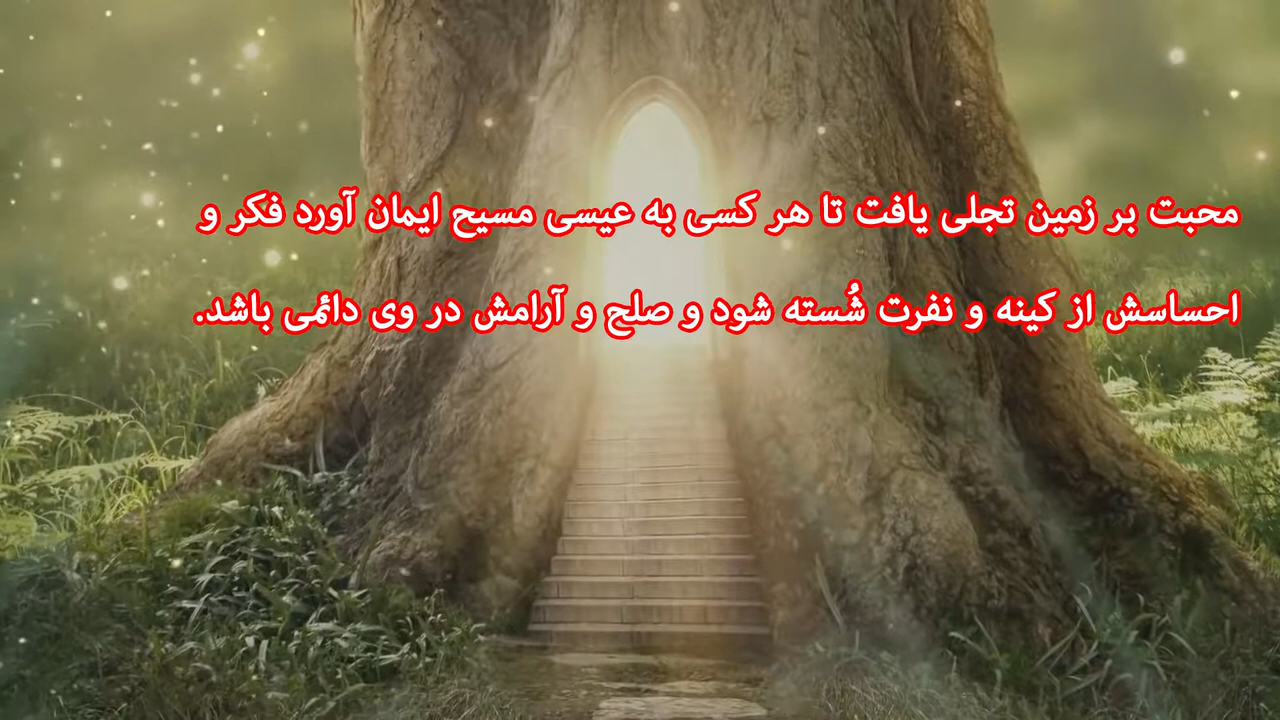 محبت بر زمین تجلی یافت تا هر کسی به عیسی مسیح ایمان آورد فکر و
احساسش از کینه و نفرت شُسته شود و صلح و آرامش در وی دائمی باشد.